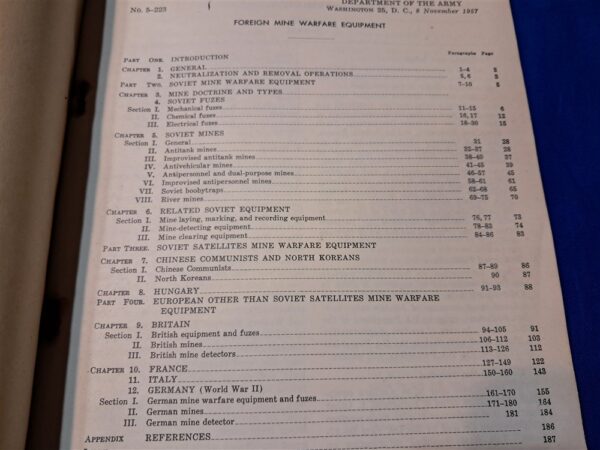 DEPARTMENT OF THE ARMY
No. 5-223 WASHINGTON 25, D. C., 8 November 1957
FOREIGN MINE WARFARE EQUIPMENT
Paragraphs Page
PART ONE. INTRODUCTION
CHAPTER 1. GENERAL 1-4 2
2. NEUTRALIZATION AND REMOVAL OPERATIONS 5, 6 3
PART TWO. SOVIET MINE WARFARE EQUIPMENT
CHAPTER 3. MINE DOCTRINE AND TYPES 7-10 5
4. SOVIET FUZES
Section I. Mechanical fuzes 11-15 6
II. Chemical fuzes 16, 17 12
III. Electrical fuzes 18-30 15
CHAPTER 5. SOVIET MINES
Section I. General 31 28
II. Antitank mines 32-37 28
III. Improvised antitank mines 38-40 37
IV. Antivehicular mines 41-45 39
V. Antipersonnel and dual-purpose mines 46-57 45
VI. Improvised antipersonnel mines 58-61 61
VII. Soviet boobytraps 62-68 65
VIII. River mines 69-75 70
CHAPTER 6. RELATED SOVIET EQUIPMENT
Section I. Mine laying, marking, and recording equipment 76, 77 73
II. Mine-detecting equipment 78-83 74
III. Mine clearing equipment 84-86 83
PART THREE. SOVIET SATELLITES MINE WARFARE EQUIPMENT
CHAPTER 7. CHINESE COMMUNISTS AND NORTH KOREANS
Section I. Chinese Communists 87-89 86
II. North Koreans 90 87
CHAPTER 8. HUNGARY 91-93 88
PART FOUR. EUROPEAN OTHER THAN SOVIET SATELLITES MINE WARFARE
EQUIPMENT
CHAPTER 9. BRITAIN
Section I. British equipment and fuzes 94-105 91
II. British mines 106-112 103
III. British mine detectors 113-126 112
CHAPTER 10. FRANCE 127-149 122
11. ITALY 150-160 143
12. GERMANY (World War II)
Section I. German mine warfare equipment and fuzes 161-170 155
II. German mines 171-180 164
III. German mine detector 181 184
APPENDIX REFERENCES 186
187